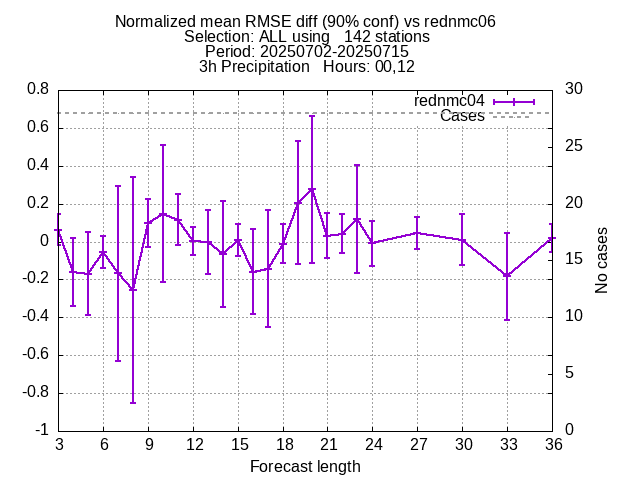 Normalized mean RMSE diff (90% conf) vs rednmc06
Selection: ALL using   142 stations
Period: 20250702-20250715
3h Precipitation   Hours: 00,12
rednmc04
Cases
0.8
0.6
0.4
0.2
0
-0.2
-0.4
-0.6
-0.8
-1
30
25
20
15
10
5
0
No cases
3 6 9 12 15 18 21 24 27 30 33 36
Forecast length